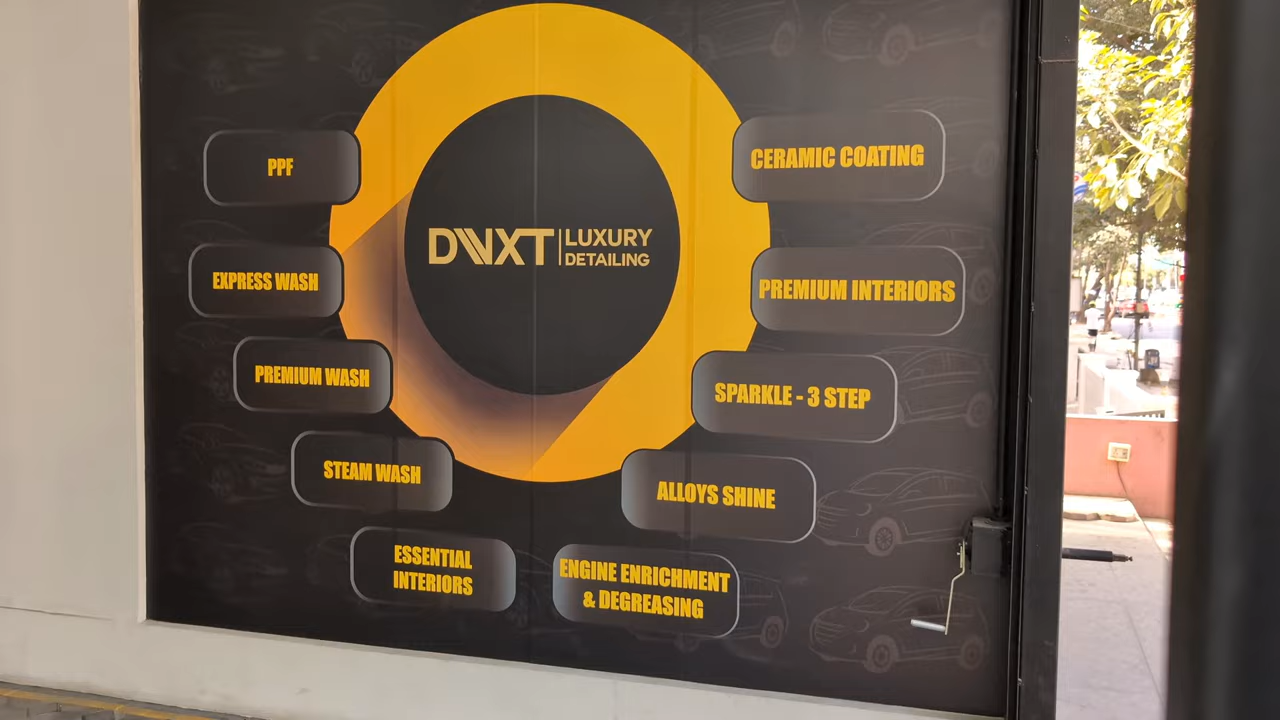 PPF
CERAMIC COATING
DVXT LUXURY
DETAILING
EXPRESS WASH
PREMIUM INTERIORS
PREMIUM WASH
SPARKLE - 3 STEP
STEAM WASH
ALLOYS SHINE
ESSENTIAL
INTERIORS
ENGINE ENRICHMENT
& DEGREASING